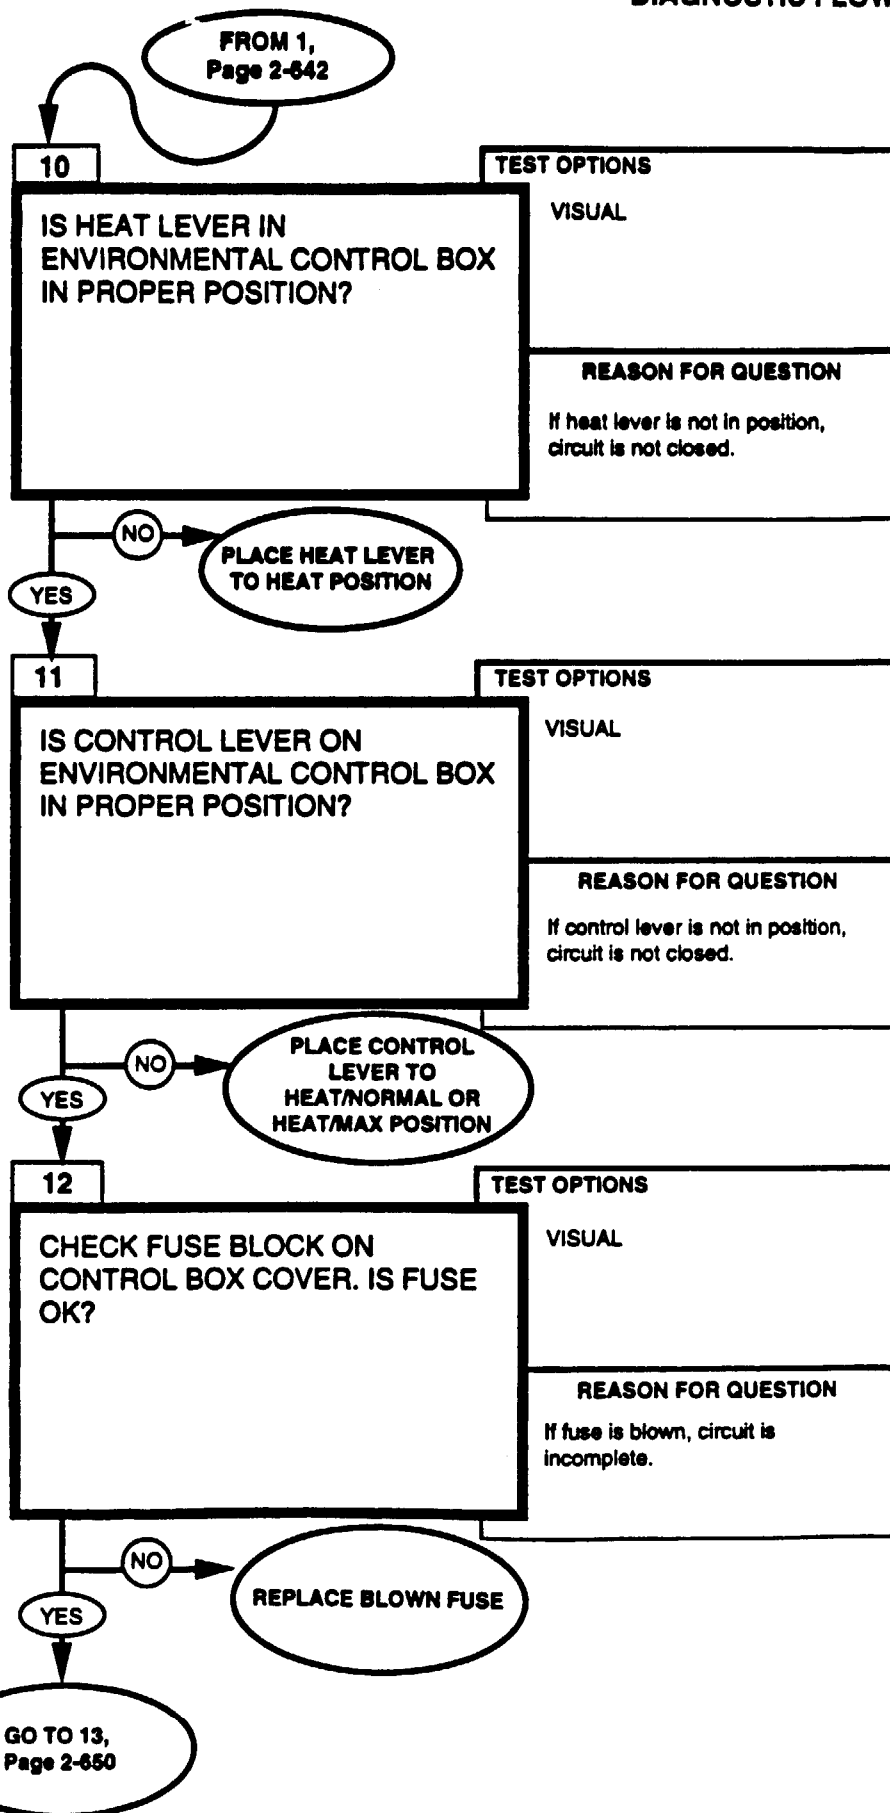 DIAGNOSTIC FLOW
FROM 1,
Page 2-642
10
TEST OPTIONS
IS HEAT LEVER IN
ENVIRONMENTAL CONTROL BOX
IN PROPER POSITION?
VISUAL
REASON FOR QUESTION
If heat lever is not in position,
circuit is not closed.
NO
PLACE HEAT LEVER
TO HEAT POSITION
YES
11
TEST OPTIONS
IS CONTROL LEVER ON
ENVIRONMENTAL CONTROL BOX
IN PROPER POSITION?
VISUAL
REASON FOR QUESTION
If control lever is not in position,
circuit is not closed.
NO
PLACE CONTROL
LEVER TO
HEAT/NORMAL OR
HEAT/MAX POSITION
YES
12
TEST OPTIONS
CHECK FUSE BLOCK ON
CONTROL BOX COVER. IS FUSE
OK?
VISUAL
REASON FOR QUESTION
If fuse is blown, circuit is
incomplete.
NO
REPLACE BLOWN FUSE
YES
GO TO 13,
Page 2-650